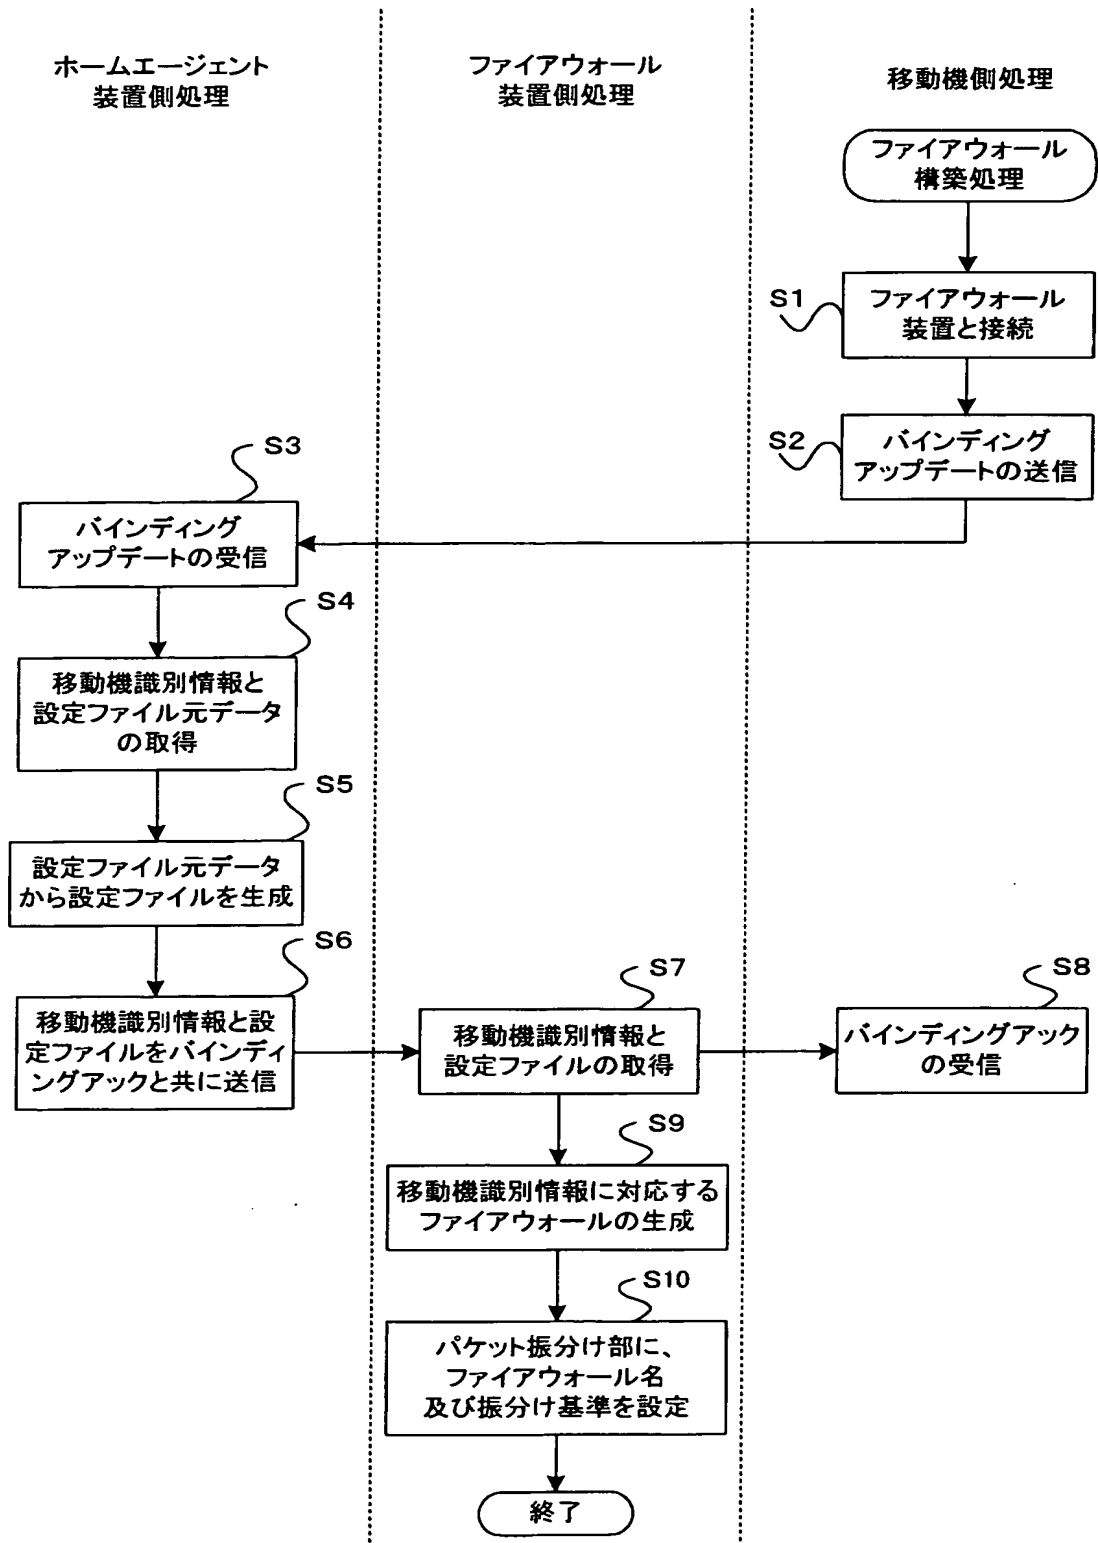 ホームエージェント
装置側処理
ファイアウォール
装置側処理
移動機側処理
ファイアウォール
構築処理
S1
ファイアウォール
装置と接続
S2
バインディング
アップデートの送信
S3
バインディング
アップデートの受信
S4
移動機識別情報と
設定ファイル元データ
の取得
S5
設定ファイル元データ
から設定ファイルを生成
S6
移動機識別情報と設
定ファイルをバインディ
ングアックと共に送信
S7
移動機識別情報と
設定ファイルの取得
S8
バインディングアック
の受信
S9
移動機識別情報に対応する
ファイアウォールの生成
S10
パケット振分け部に、
ファイアウォール名
及び振分け基準を設定
終了